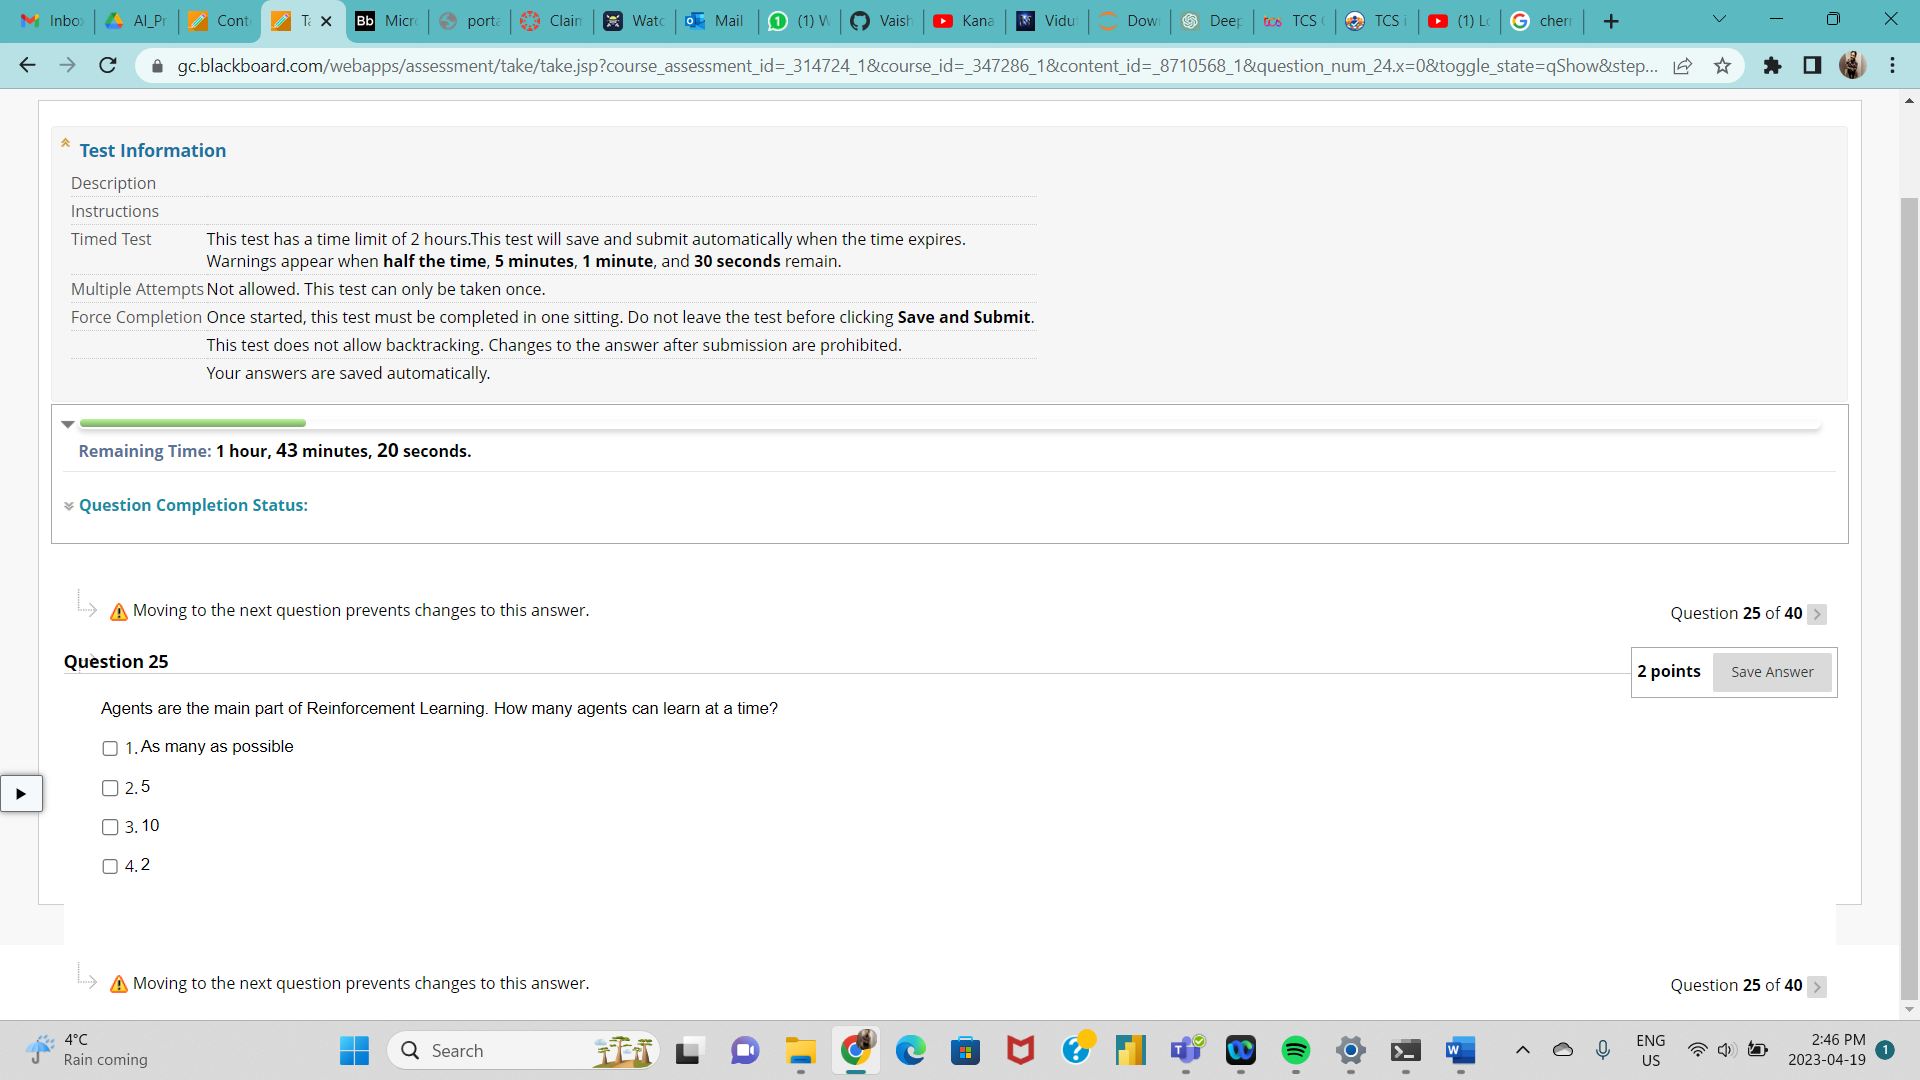 Inbo
AI_Pr
Cont
Ta
Bb Micr
porta
Claim
Watc
Mail
(1) W
Vaish
Kana
Vidu
Dow
Deep
TCS
TCS i
(1) Lo
cherr
gc.blackboard.com/webapps/assessment/take/take.jsp?course_assessment_id=_314724_1&course_id=_347286_1&content_id=_8710568_1&question_num_24.x=0&toggle_state=qShow&step...
Test Information
Description
Instructions
Timed Test This test has a time limit of 2 hours.This test will save and submit automatically when the time expires.
Warnings appear when half the time, 5 minutes, 1 minute, and 30 seconds remain.
Multiple Attempts Not allowed. This test can only be taken once.
Force Completion Once started, this test must be completed in one sitting. Do not leave the test before clicking Save and Submit.
This test does not allow backtracking. Changes to the answer after submission are prohibited.
Your answers are saved automatically.
Remaining Time: 1 hour, 43 minutes, 20 seconds.
Question Completion Status:
Moving to the next question prevents changes to this answer.
Question 25 of 40
Question 25
2 points Save Answer
Agents are the main part of Reinforcement Learning. How many agents can learn at a time?
1. As many as possible
2. 5
3. 10
4. 2
Moving to the next question prevents changes to this answer.
Question 25 of 40
4°C
Rain coming
Search
ENG
US
2:46 PM
2023-04-19
1